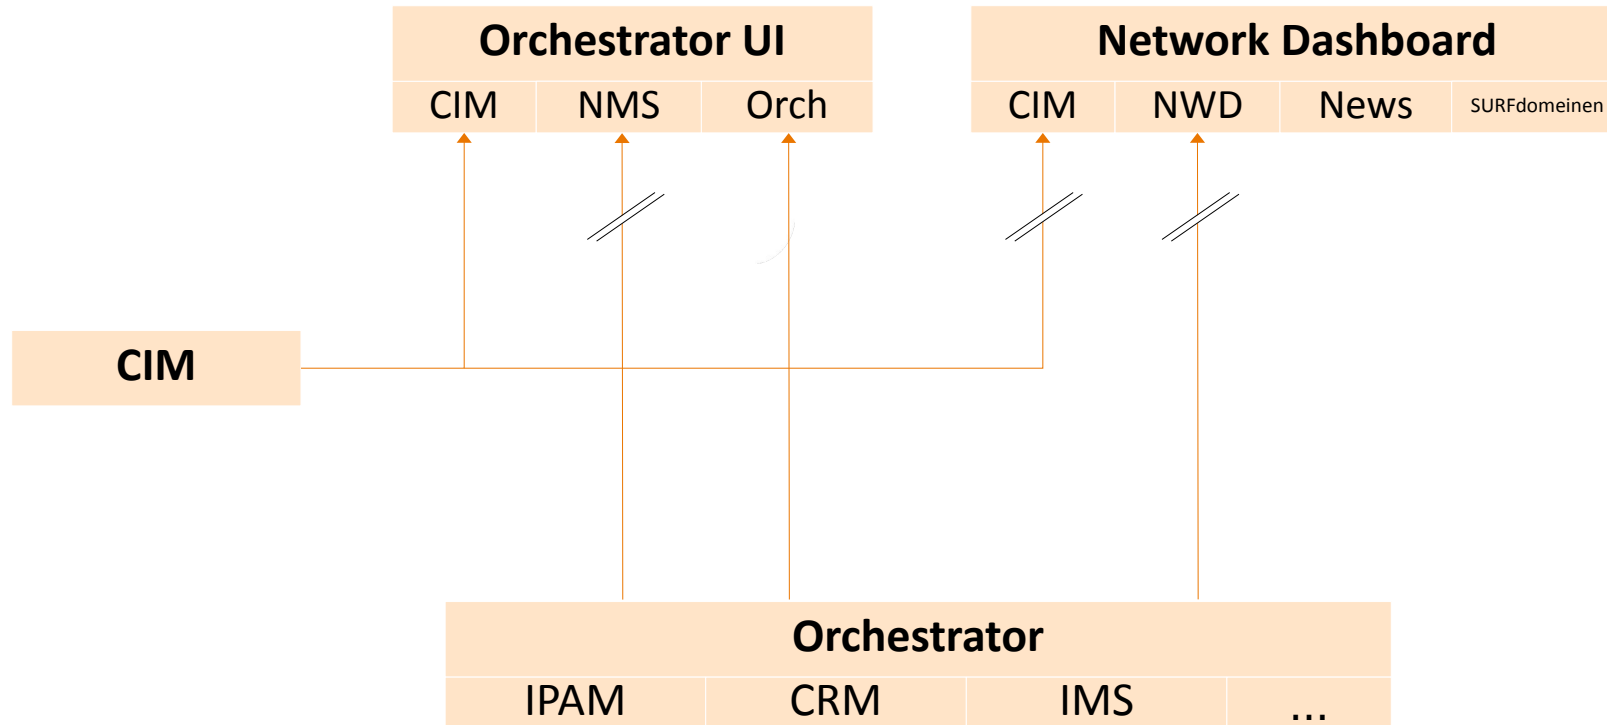 Orchestrator UI
CIM NMS Orch
Network Dashboard
CIM NWD News SURFdomeinen
CIM
Orchestrator
IPAM CRM IMS ...